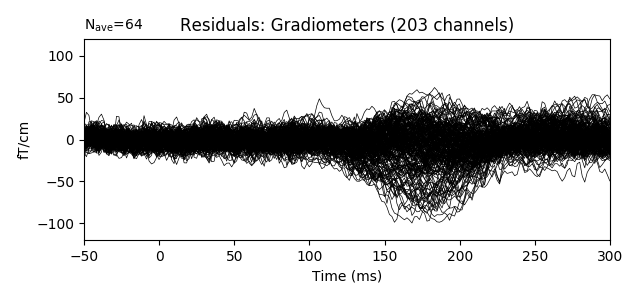 N_ave=64
Residuals: Gradiometers (203 channels)
fT/cm
100
50
0
−50
−100
−50 0 50 100 150 200 250 300
Time (ms)